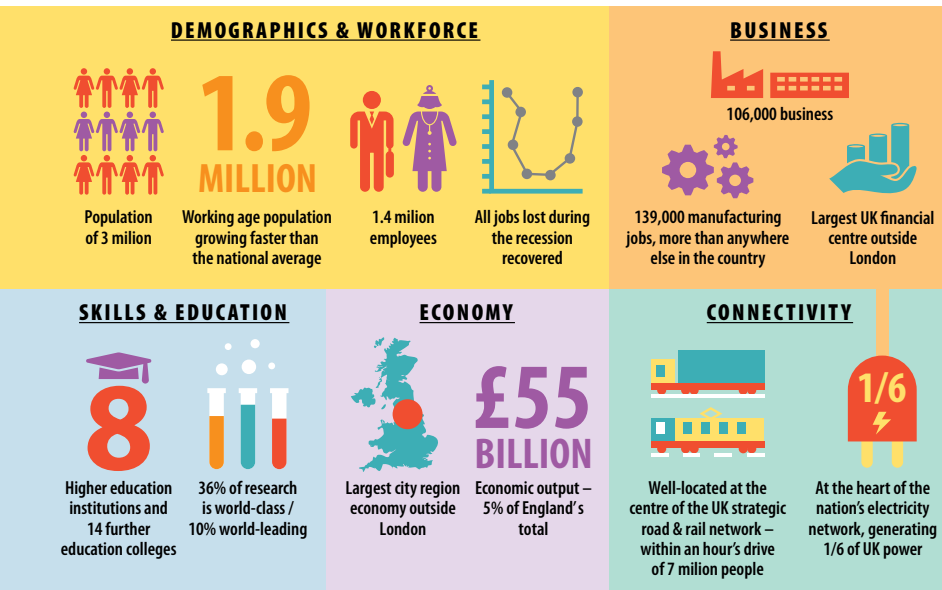 DEMOGRAPHICS & WORKFORCE
Population
of 3 milion
1.9
MILLION
Working age population
growing faster than
the national average
1.4 milion
employees
All jobs lost during
the recession
recovered
BUSINESS
106,000 business
139,000 manufacturing
jobs, more than anywhere
else in the country
Largest UK financial
centre outside
London
SKILLS & EDUCATION
8
Higher education
institutions and
14 further
education colleges
36% of research
is world-class /
10% world-leading
ECONOMY
Largest city region
economy outside
London
£55
BILLION
Economic output –
5% of England's
total
CONNECTIVITY
Well-located at the
centre of the UK strategic
road & rail network –
within an hour's drive
of 7 milion people
1/6
At the heart of the
nation's electricity
network, generating
1/6 of UK power